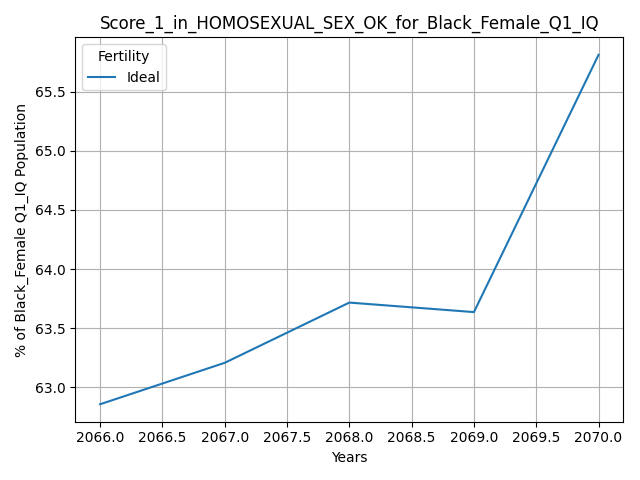 Score_1_in_HOMOSEXUAL_SEX_OK_for_Black_Female_Q1_IQ
Fertility
Ideal
% of Black_Female Q1_IQ Population
65.5
65.0
64.5
64.0
63.5
63.0
2066.0 2066.5 2067.0 2067.5 2068.0 2068.5 2069.0 2069.5 2070.0
Years